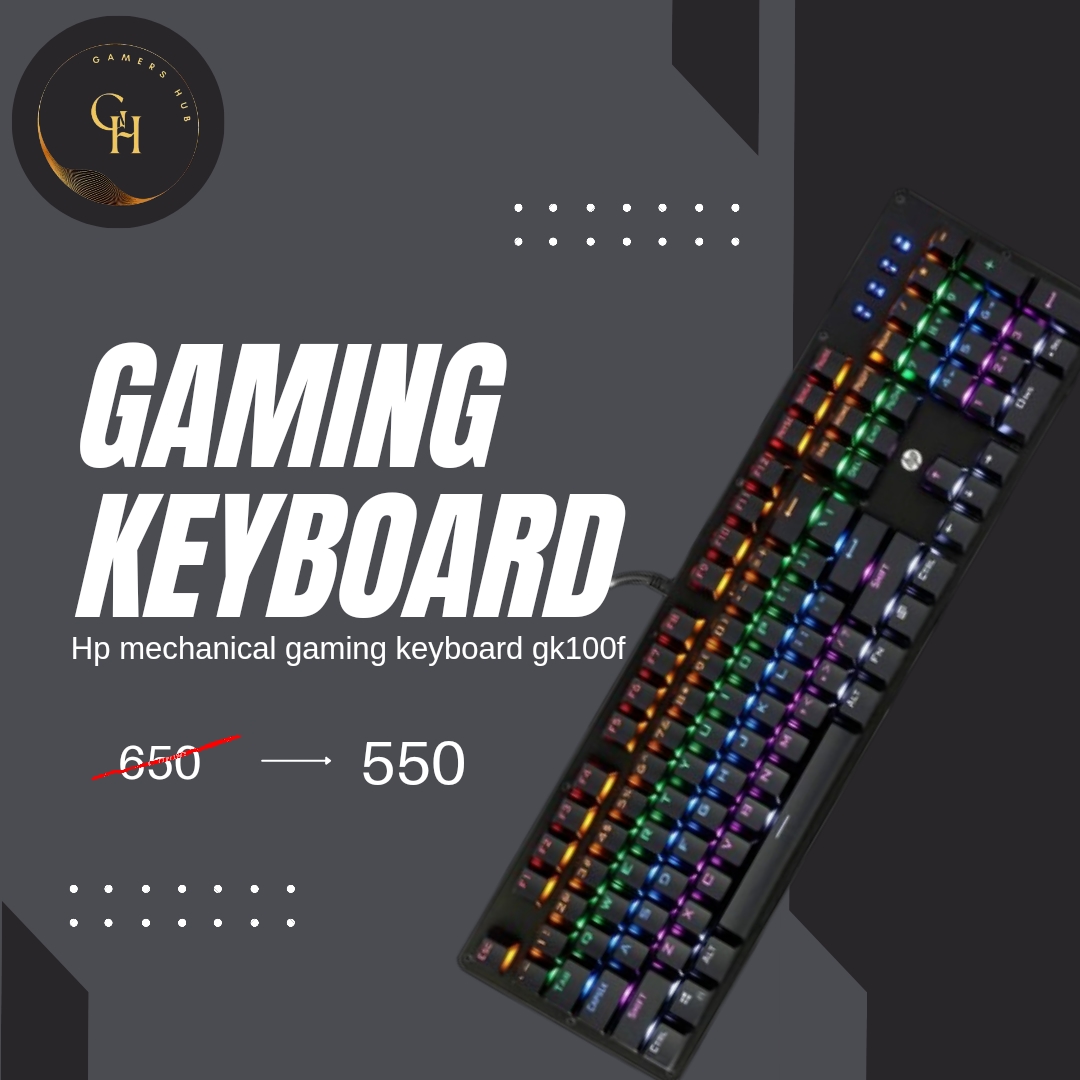 GAMERS HUB
GH
GAMING
KEYBOARD
Hp mechanical gaming keyboard gk100f
650
550